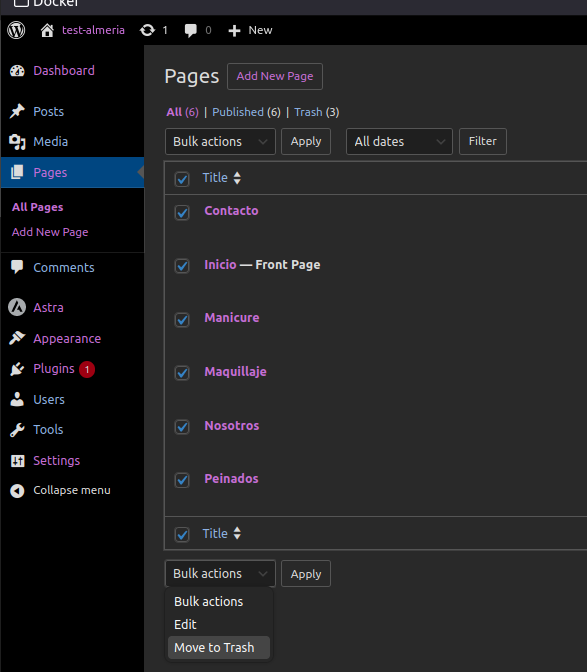 Docker
test-almeria 1 0 New
Dashboard
Posts
Media
Pages
All Pages
Add New Page
Comments
Astra
Appearance
Plugins 1
Users
Tools
Settings
Collapse menu
Pages Add New Page
All (6) | Published (6) | Trash (3)
Bulk actions Apply All dates Filter
Title
Contacto
Inicio — Front Page
Manicure
Maquillaje
Nosotros
Peinados
Title
Bulk actions Apply
Bulk actions
Edit
Move to Trash